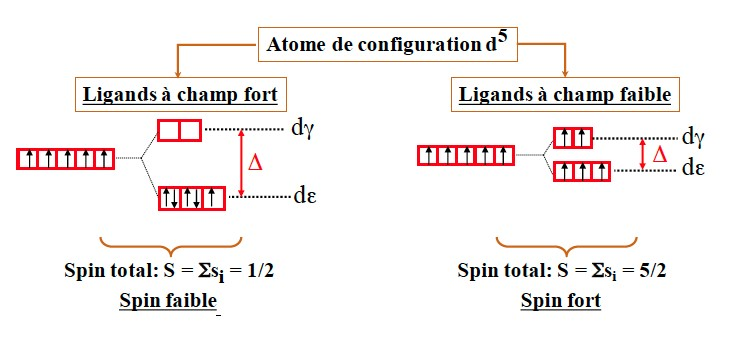 Atome de configuration d⁵
Ligands à champ fort
Ligands à champ faible
dγ
Δ
dε
dγ
Δ
dε
Spin total: S = Σsᵢ = 1/2
Spin faible
Spin total: S = Σsᵢ = 5/2
Spin fort